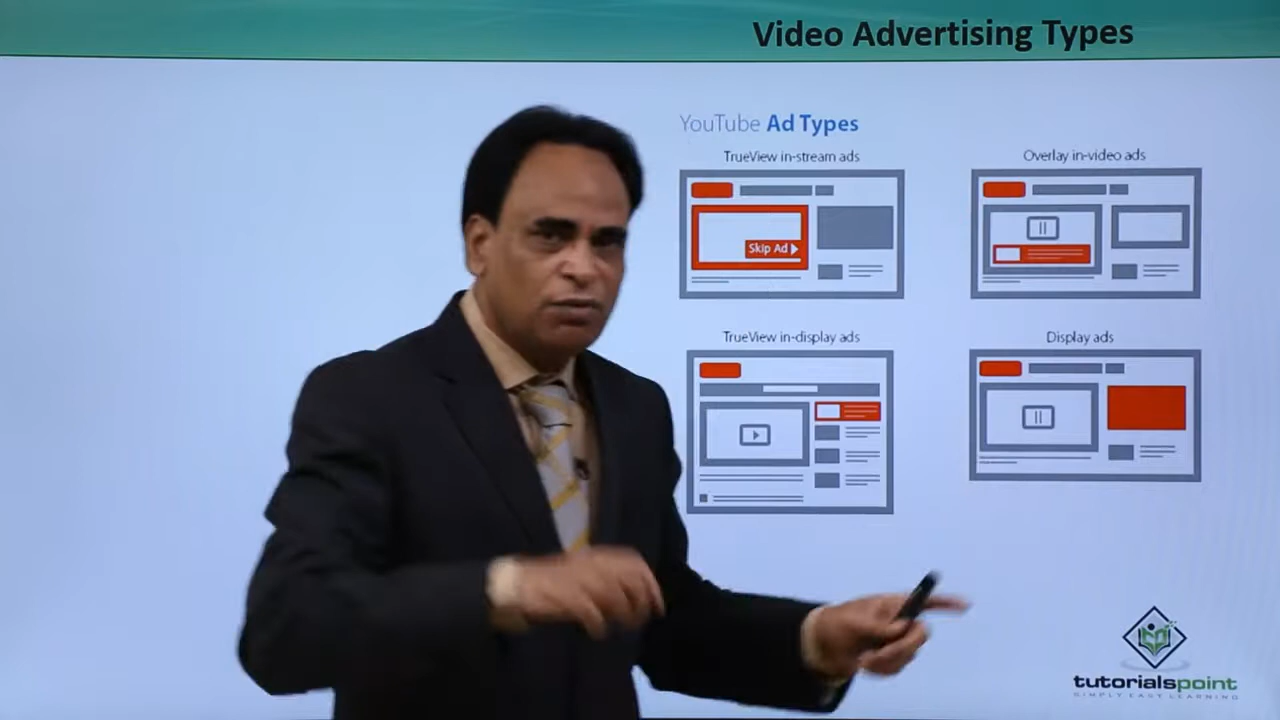 Video Advertising Types
YouTube Ad Types
TrueView in-stream ads
Overlay in-video ads
Skip Ad
TrueView in-display ads
Display ads
tutorialspoint
SIMPLY EASY LEARNING